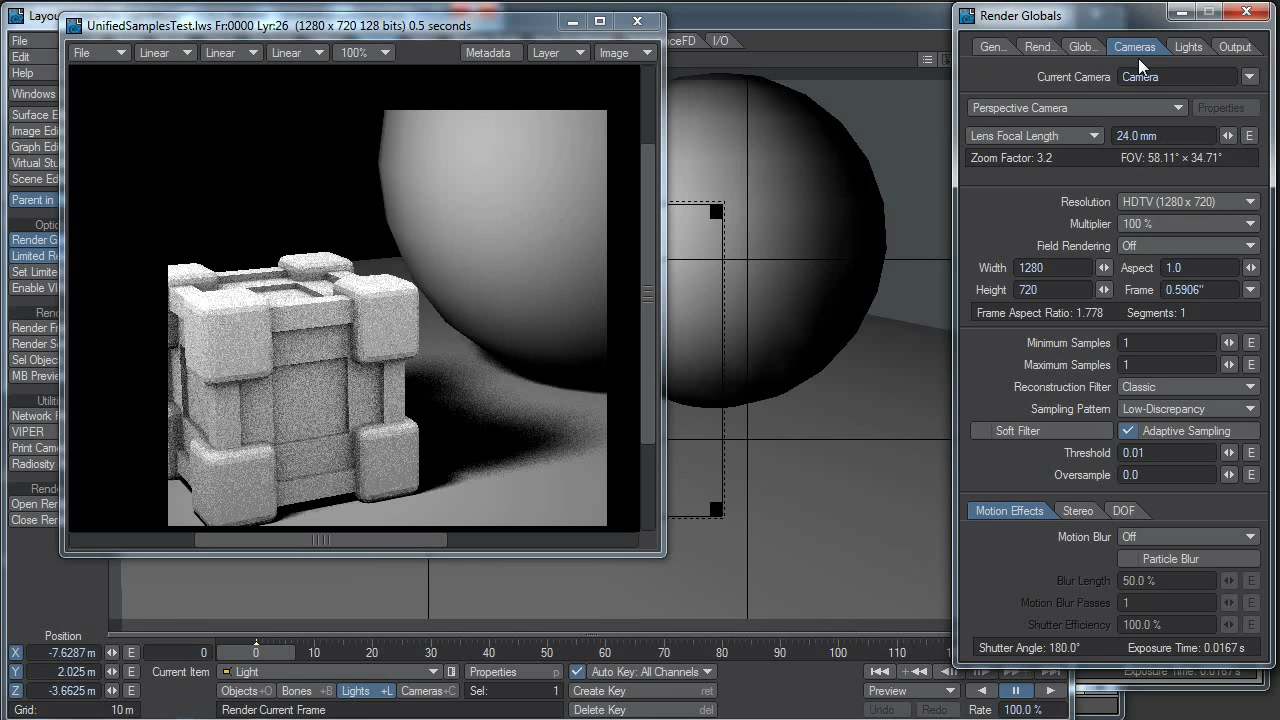 Layou
UnifiedSamplesTest.lws Fr:0000 Lyr:26 (1280 x 720 128 bits) 0.5 seconds
Render Globals
File
Edit
Help
Windows
Surface E
Image Edi
Graph Edi
Virtual Stu
Scene Edi
Parent in
Optio
Render G
Limited Re
Set Limite
Enable VI
Rend
Render Fr
Render Sc
Sel Object
MB Previe
Utiliti
Network F
VIPER
Print Cam
Radiosity
Rende
Open Ren
Close Ren
File Linear Linear Linear 100% Metadata Layer Image
aceFD I/O
Gen... Rend... Glob... Cameras Lights Output
Current Camera Camera
Perspective Camera Properties
Lens Focal Length 24.0 mm E
Zoom Factor: 3.2 FOV: 58.11° × 34.71°
Resolution HDTV (1280 x 720)
Multiplier 100 %
Field Rendering Off
Width 1280 Aspect 1.0
Height 720 Frame 0.5906"
Frame Aspect Ratio: 1.778 Segments: 1
Minimum Samples 1 E
Maximum Samples 1 E
Reconstruction Filter Classic
Sampling Pattern Low-Discrepancy
Soft Filter Adaptive Sampling
Threshold 0.01 E
Oversample 0.0 E
Motion Effects Stereo DOF
Motion Blur Off
Particle Blur
Blur Length 50.0 % E
Motion Blur Passes 1 E
Shutter Efficiency 100.0 % E
Shutter Angle: 180.0° Exposure Time: 0.0167 s
Position
X -7.6287 m E
Y 2.025 m E
Z -3.6625 m E
Grid: 10 m
0 0 10 20 30 40 50 60 70 80 90 100 110
Current Item Light Properties p Auto Key: All Channels
Objects +O Bones +B Lights +L Cameras +C Sel: 1 Create Key ret
Render Current Frame Delete Key del
Preview
Undo Redo Rate 100.0 %